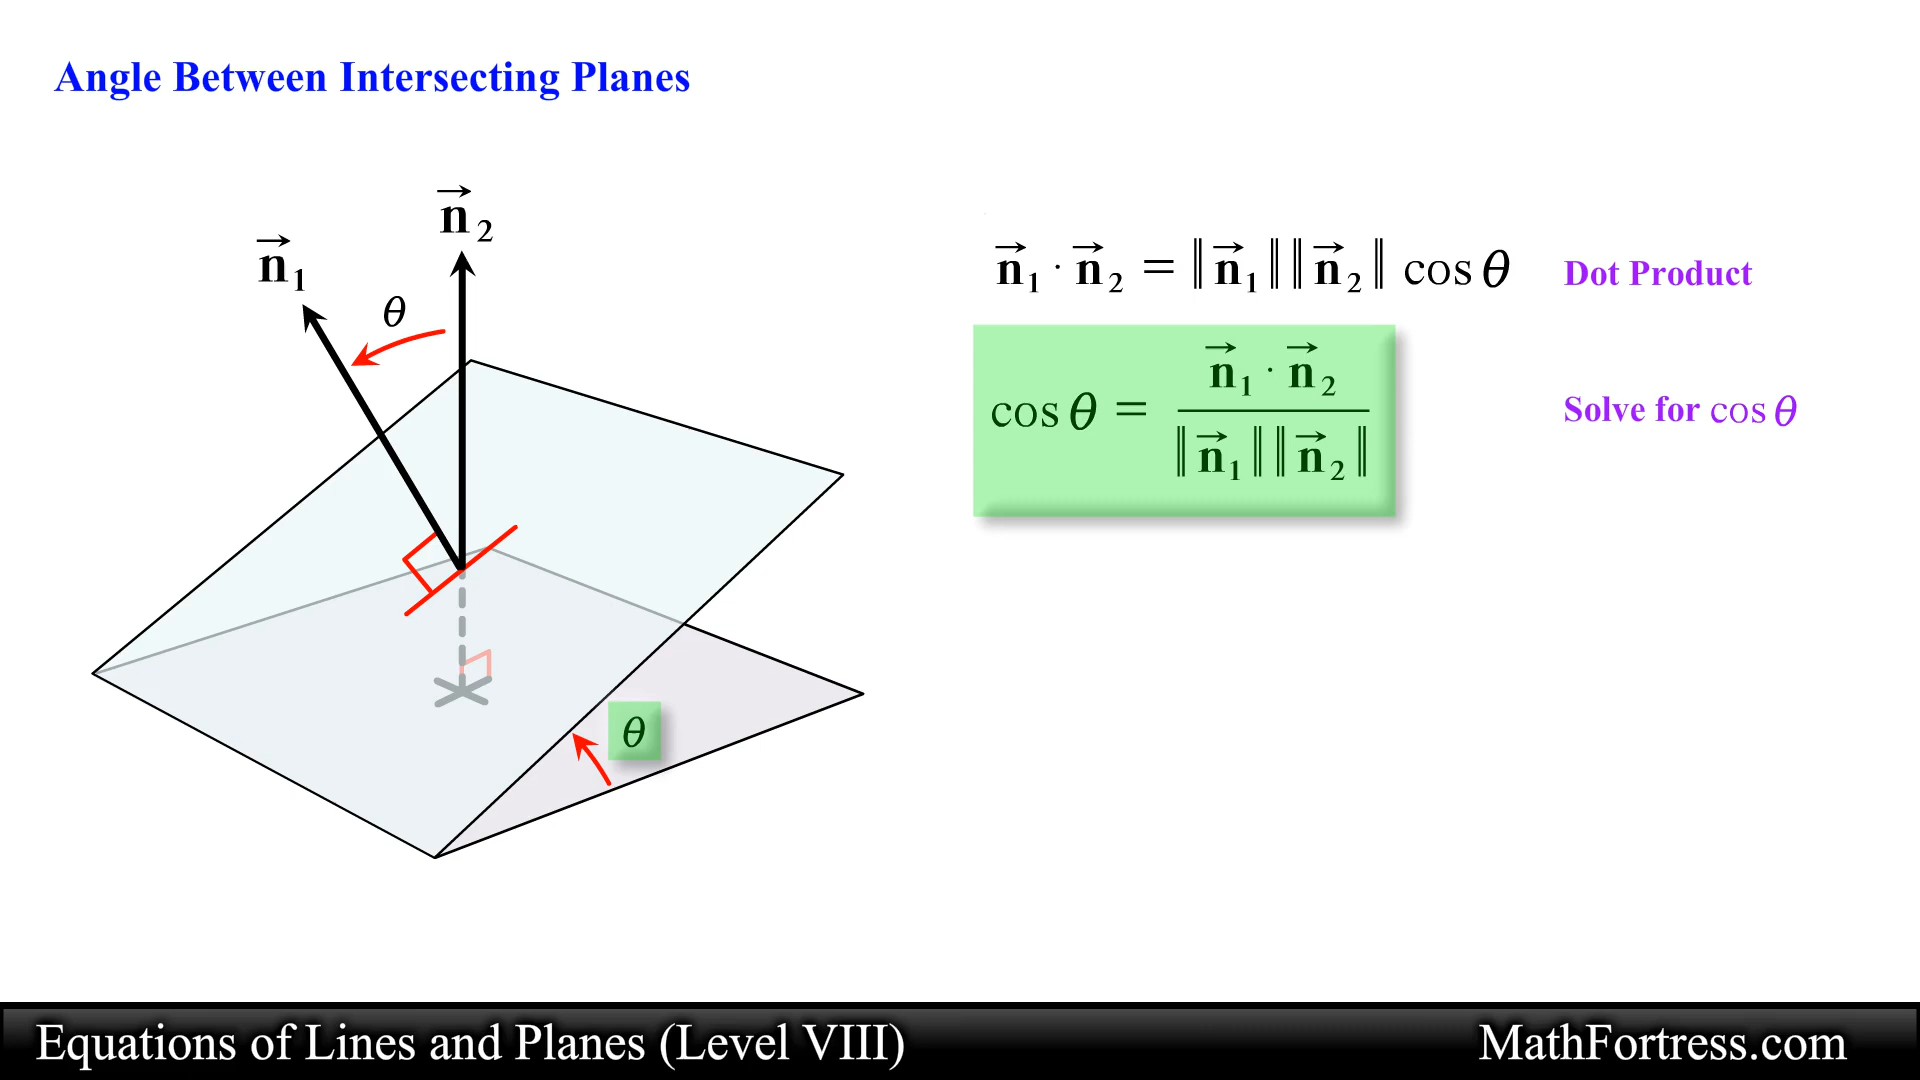 Angle Between Intersecting Planes
n⃗₂
n⃗₁
θ
n⃗₁ · n⃗₂ = ‖n⃗₁‖‖n⃗₂‖ cos θ Dot Product
cos θ = (n⃗₁ · n⃗₂) / (‖n⃗₁‖‖n⃗₂‖) Solve for cos θ
θ
Equations of Lines and Planes (Level VIII) MathFortress.com